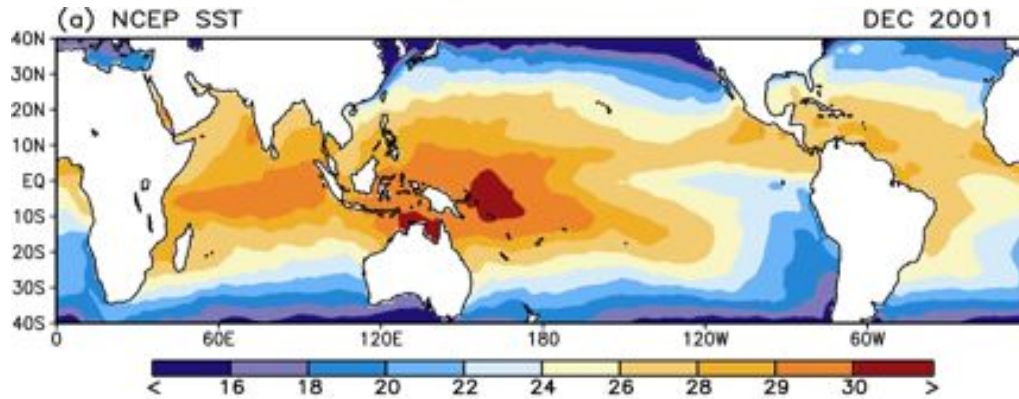 (a) NCEP SST DEC 2001
40N
30N
20N
10N
EQ
10S
20S
30S
40S
0 60E 120E 180 120W 60W
< 16 18 20 22 24 26 28 29 30 >